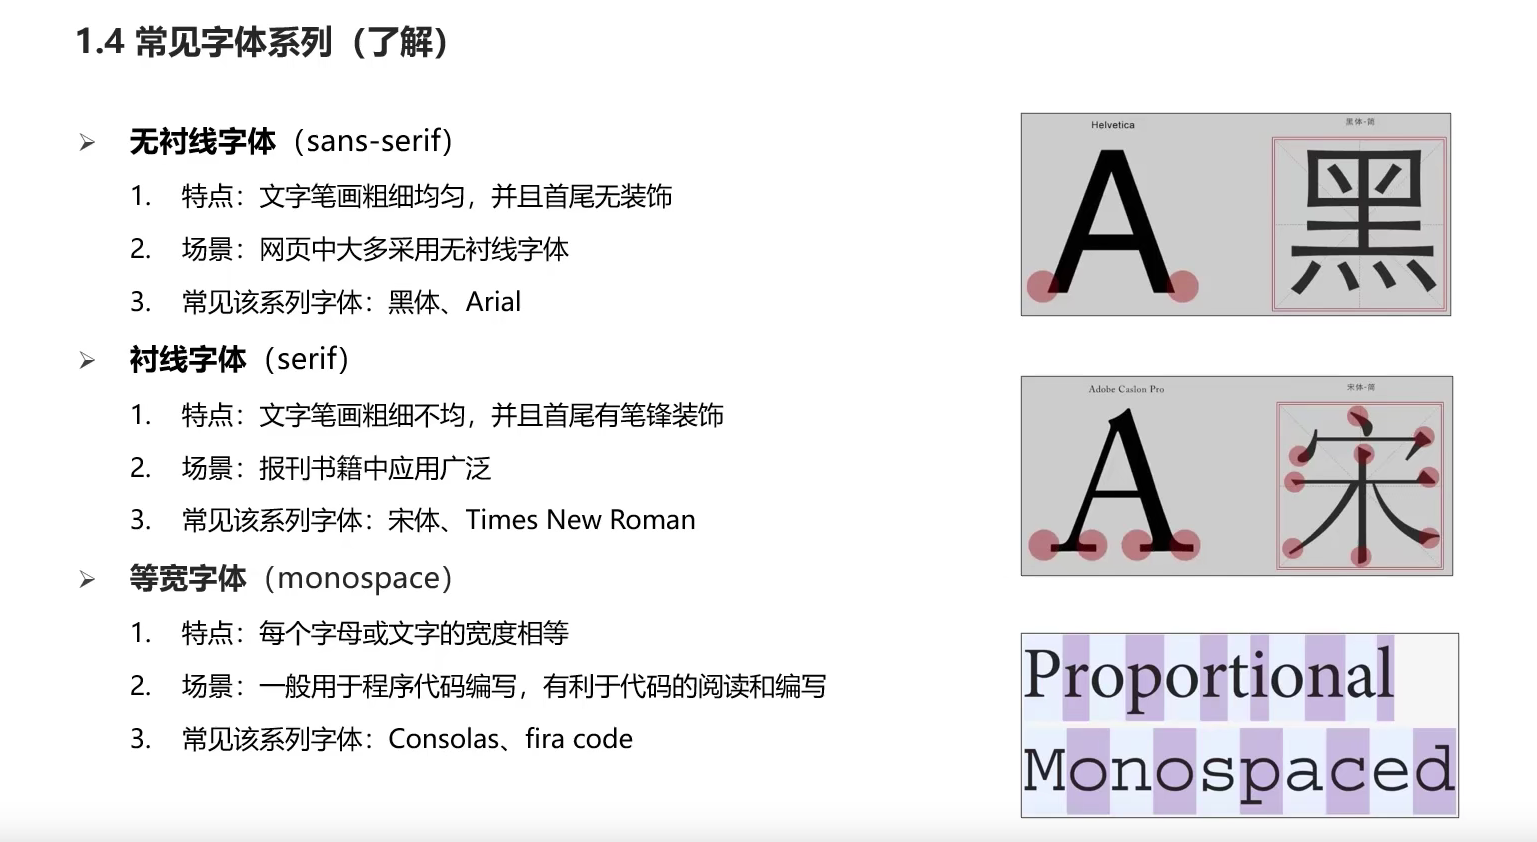 1.4 常见字体系列（了解）
无衬线字体（sans-serif）
1. 特点：文字笔画粗细均匀，并且首尾无装饰
2. 场景：网页中大多采用无衬线字体
3. 常见该系列字体：黑体、Arial
衬线字体（serif）
1. 特点：文字笔画粗细不均，并且首尾有笔锋装饰
2. 场景：报刊书籍中应用广泛
3. 常见该系列字体：宋体、Times New Roman
等宽字体（monospace）
1. 特点：每个字母或文字的宽度相等
2. 场景：一般用于程序代码编写，有利于代码的阅读和编写
3. 常见该系列字体：Consolas、fira code
Helvetica
黑体-简
A
黑
Adobe Caslon Pro
宋体-简
A
宋
Proportional
Monospaced